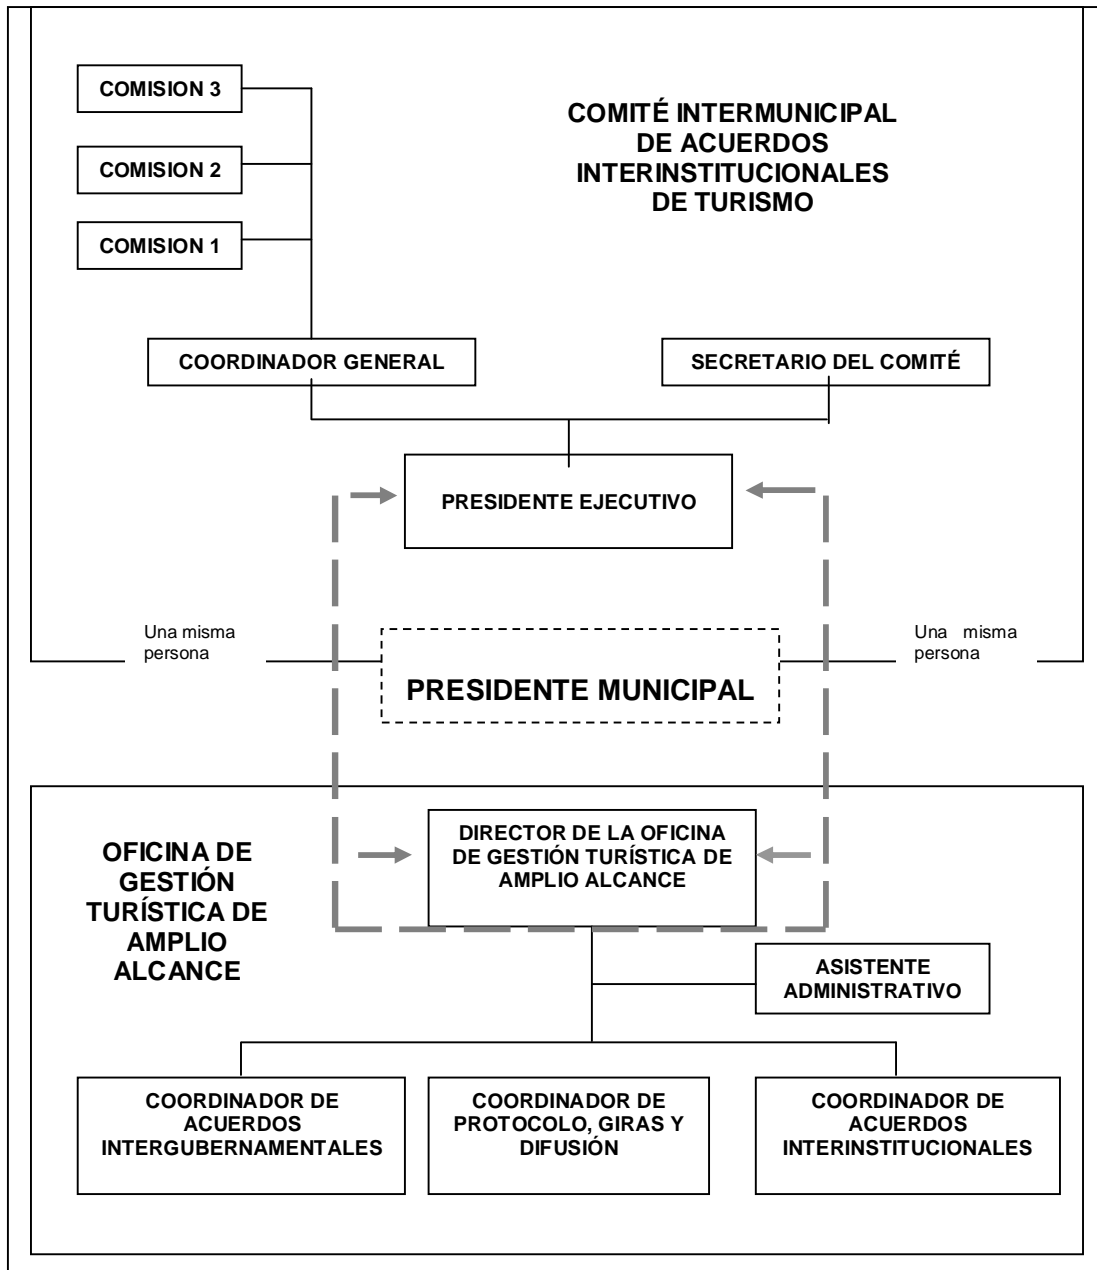 COMISION 3
COMITÉ INTERMUNICIPAL
DE ACUERDOS
INTERINSTITUCIONALES
DE TURISMO
COMISION 2
COMISION 1
COORDINADOR GENERAL
SECRETARIO DEL COMITÉ
PRESIDENTE EJECUTIVO
Una misma
persona
Una misma
persona
PRESIDENTE MUNICIPAL
OFICINA DE
GESTIÓN
TURÍSTICA DE
AMPLIO
ALCANCE
DIRECTOR DE LA OFICINA
DE GESTIÓN TURÍSTICA DE
AMPLIO ALCANCE
ASISTENTE
ADMINISTRATIVO
COORDINADOR DE
ACUERDOS
INTERGUBERNAMENTALES
COORDINADOR DE
PROTOCOLO, GIRAS Y
DIFUSIÓN
COORDINADOR DE
ACUERDOS
INTERINSTITUCIONALES